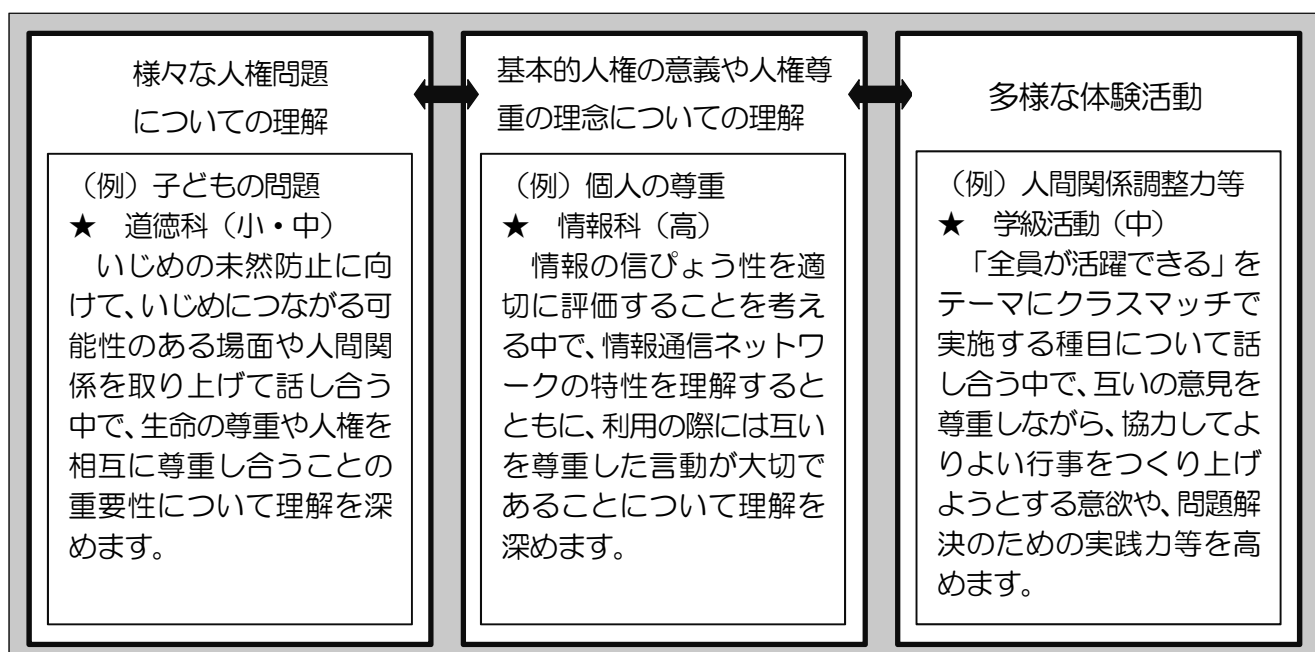 様々な人権問題
についての理解
(例)子どもの問題
★ 道徳科(小・中)
いじめの未然防止に向
けて、いじめにつながる可
能性のある場面や人間関
係を取り上げて話し合う
中で、生命の尊重や人権を
相互に尊重し合うことの
重要性について理解を深
めます。
基本的人権の意義や人権尊
重の理念についての理解
(例)個人の尊重
★ 情報科(高)
情報の信ぴょう性を適
切に評価することを考え
る中で、情報通信ネットワ
ークの特性を理解すると
ともに、利用の際には互い
を尊重した言動が大切で
あることについて理解を
深めます。
多様な体験活動
(例)人間関係調整力等
★ 学級活動(中)
「全員が活躍できる」を
テーマにクラスマッチで
実施する種目について話
し合う中で、互いの意見を
尊重しながら、協力してよ
りよい行事をつくり上げ
ようとする意欲や、問題解
決のための実践力等を高
めます。